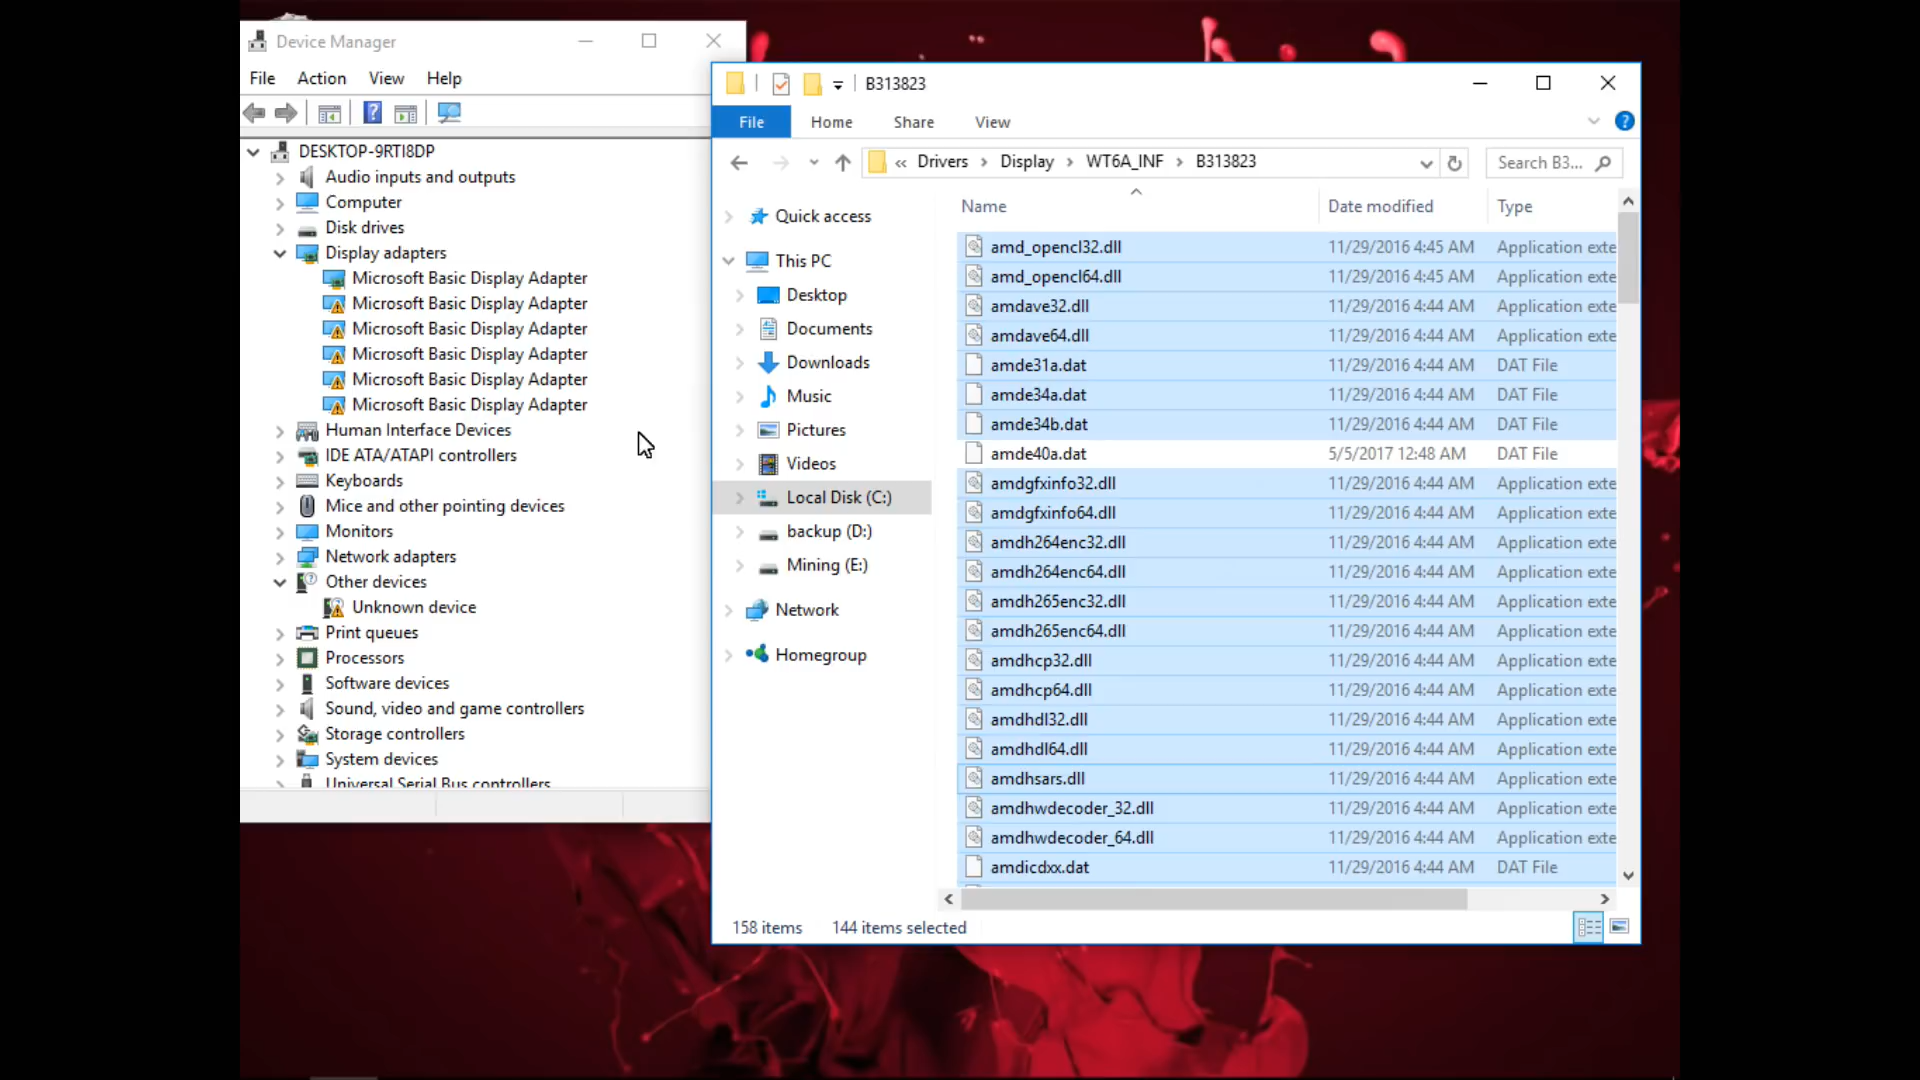 Device Manager
File Action View Help
DESKTOP-9RTI8DP
Audio inputs and outputs
Computer
Disk drives
Display adapters
Microsoft Basic Display Adapter
Microsoft Basic Display Adapter
Microsoft Basic Display Adapter
Microsoft Basic Display Adapter
Microsoft Basic Display Adapter
Microsoft Basic Display Adapter
Human Interface Devices
IDE ATA/ATAPI controllers
Keyboards
Mice and other pointing devices
Monitors
Network adapters
Other devices
Unknown device
Print queues
Processors
Software devices
Sound, video and game controllers
Storage controllers
System devices
Universal Serial Bus controllers
B313823
File Home Share View
« Drivers > Display > WT6A_INF > B313823
Search B3...
Quick access
This PC
Desktop
Documents
Downloads
Music
Pictures
Videos
Local Disk (C:)
backup (D:)
Mining (E:)
Network
Homegroup
Name Date modified Type
amd_opencl32.dll 11/29/2016 4:45 AM Application exte
amd_opencl64.dll 11/29/2016 4:45 AM Application exte
amdave32.dll 11/29/2016 4:44 AM Application exte
amdave64.dll 11/29/2016 4:44 AM Application exte
amde31a.dat 11/29/2016 4:44 AM DAT File
amde34a.dat 11/29/2016 4:44 AM DAT File
amde34b.dat 11/29/2016 4:44 AM DAT File
amde40a.dat 5/5/2017 12:48 AM DAT File
amdgfxinfo32.dll 11/29/2016 4:44 AM Application exte
amdgfxinfo64.dll 11/29/2016 4:44 AM Application exte
amdh264enc32.dll 11/29/2016 4:44 AM Application exte
amdh264enc64.dll 11/29/2016 4:44 AM Application exte
amdh265enc32.dll 11/29/2016 4:44 AM Application exte
amdh265enc64.dll 11/29/2016 4:44 AM Application exte
amdhcp32.dll 11/29/2016 4:44 AM Application exte
amdhcp64.dll 11/29/2016 4:44 AM Application exte
amdhdl32.dll 11/29/2016 4:44 AM Application exte
amdhdl64.dll 11/29/2016 4:44 AM Application exte
amdhsars.dll 11/29/2016 4:44 AM Application exte
amdhwdecoder_32.dll 11/29/2016 4:44 AM Application exte
amdhwdecoder_64.dll 11/29/2016 4:44 AM Application exte
amdicdxx.dat 11/29/2016 4:44 AM DAT File
158 items 144 items selected